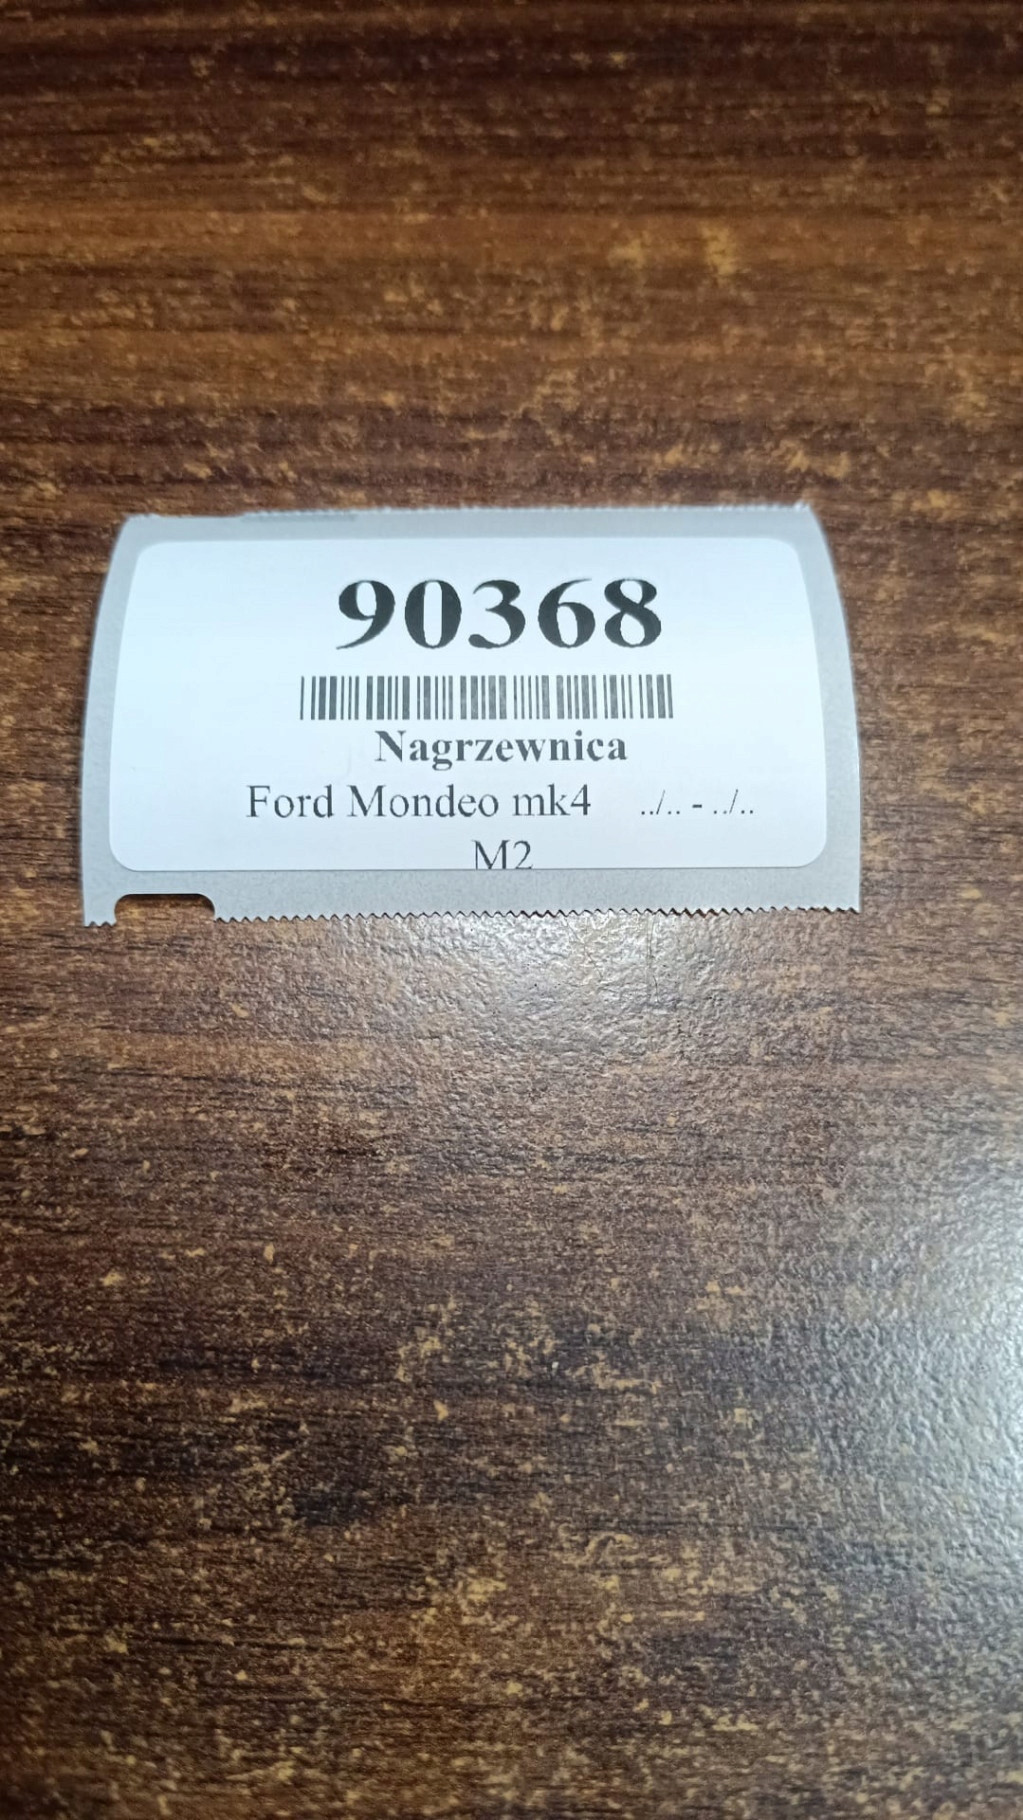 90368
Nagrzewnica
Ford Mondeo mk4 ../.. - ../..
M2